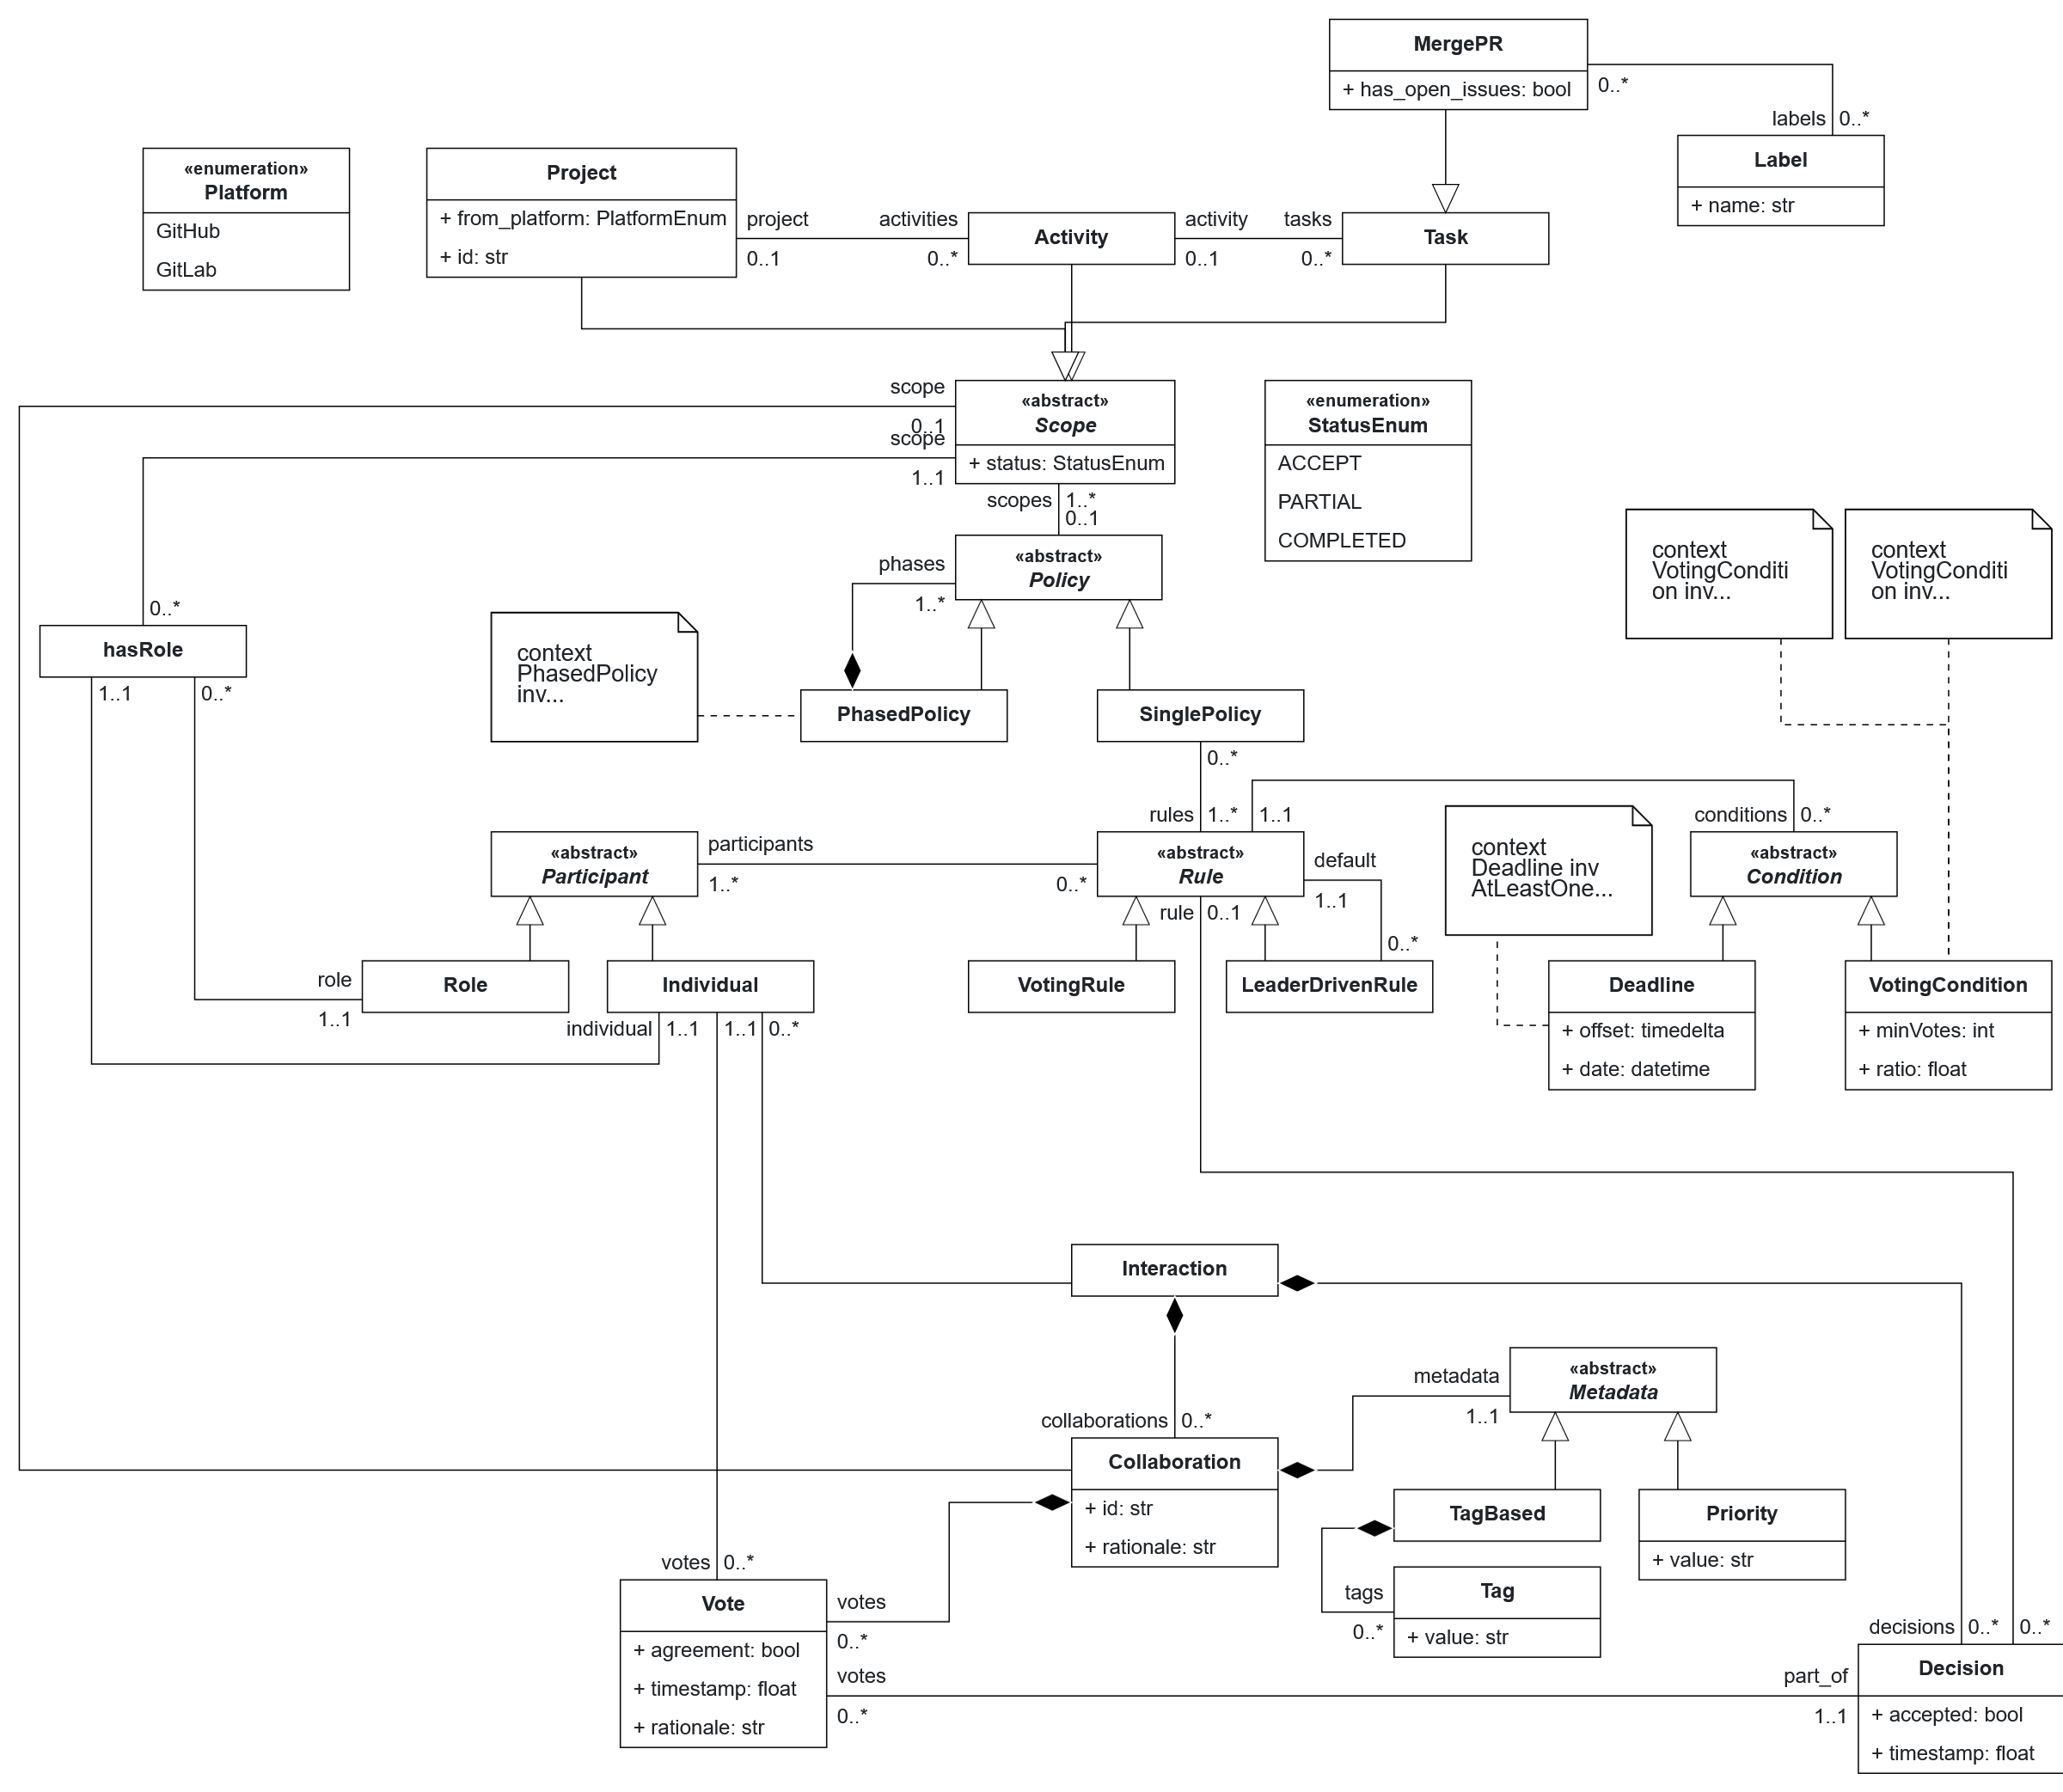 MergePR
+ has_open_issues: bool
0..*
labels
0..*
Label
+ name: str
«enumeration»
Platform
GitHub
GitLab
Project
+ from_platform: PlatformEnum
+ id: str
project
0..1
activities
0..*
Activity
activity
0..1
tasks
0..*
Task
scope
0..1
scope
1..1
«abstract»
Scope
+ status: StatusEnum
«enumeration»
StatusEnum
ACCEPT
PARTIAL
COMPLETED
scopes
1..*
0..1
«abstract»
Policy
phases
1..*
context
VotingConditi
on inv...
context
VotingConditi
on inv...
0..*
hasRole
1..1
0..*
context
PhasedPolicy
inv...
PhasedPolicy
SinglePolicy
0..*
rules
1..*
1..1
conditions
0..*
«abstract»
Participant
participants
1..*
0..*
«abstract»
Rule
default
1..1
0..*
rule
0..1
context
Deadline inv
AtLeastOne...
«abstract»
Condition
role
1..1
Role
Individual
individual
1..1
1..1
0..*
VotingRule
LeaderDrivenRule
Deadline
+ offset: timedelta
+ date: datetime
VotingCondition
+ minVotes: int
+ ratio: float
Interaction
collaborations
0..*
metadata
1..1
«abstract»
Metadata
Collaboration
+ id: str
+ rationale: str
TagBased
Priority
+ value: str
tags
0..*
Tag
+ value: str
votes
0..*
Vote
+ agreement: bool
+ timestamp: float
+ rationale: str
votes
0..*
votes
0..*
decisions
0..*
0..*
part_of
1..1
Decision
+ accepted: bool
+ timestamp: float